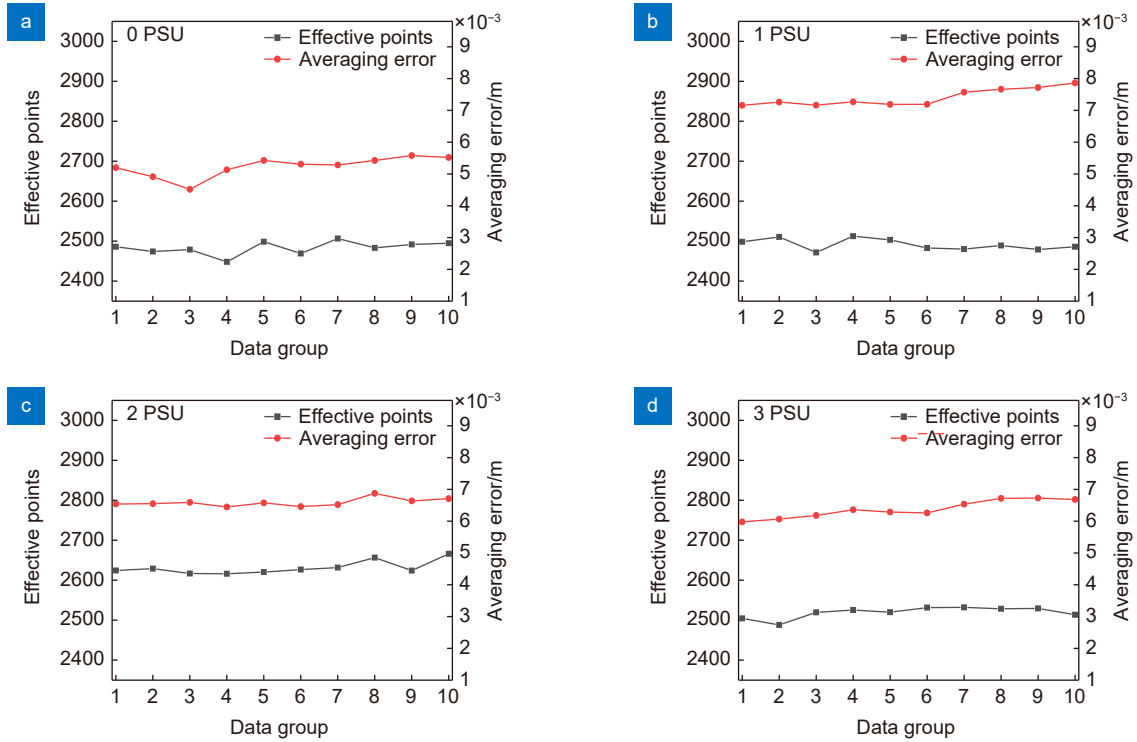 a
0 PSU
Effective points
Averaging error
×10⁻³
3000
2900
2800
2700
2600
2500
2400
Effective points
9
8
7
6
5
4
3
2
1
Averaging error/m
1 2 3 4 5 6 7 8 9 10
Data group
b
1 PSU
Effective points
Averaging error
×10⁻³
3000
2900
2800
2700
2600
2500
2400
Effective points
9
8
7
6
5
4
3
2
1
Averaging error/m
1 2 3 4 5 6 7 8 9 10
Data group
c
2 PSU
Effective points
Averaging error
×10⁻³
3000
2900
2800
2700
2600
2500
2400
Effective points
9
8
7
6
5
4
3
2
1
Averaging error/m
1 2 3 4 5 6 7 8 9 10
Data group
d
3 PSU
Effective points
Averaging error
×10⁻³
3000
2900
2800
2700
2600
2500
2400
Effective points
9
8
7
6
5
4
3
2
1
Averaging error/m
1 2 3 4 5 6 7 8 9 10
Data group